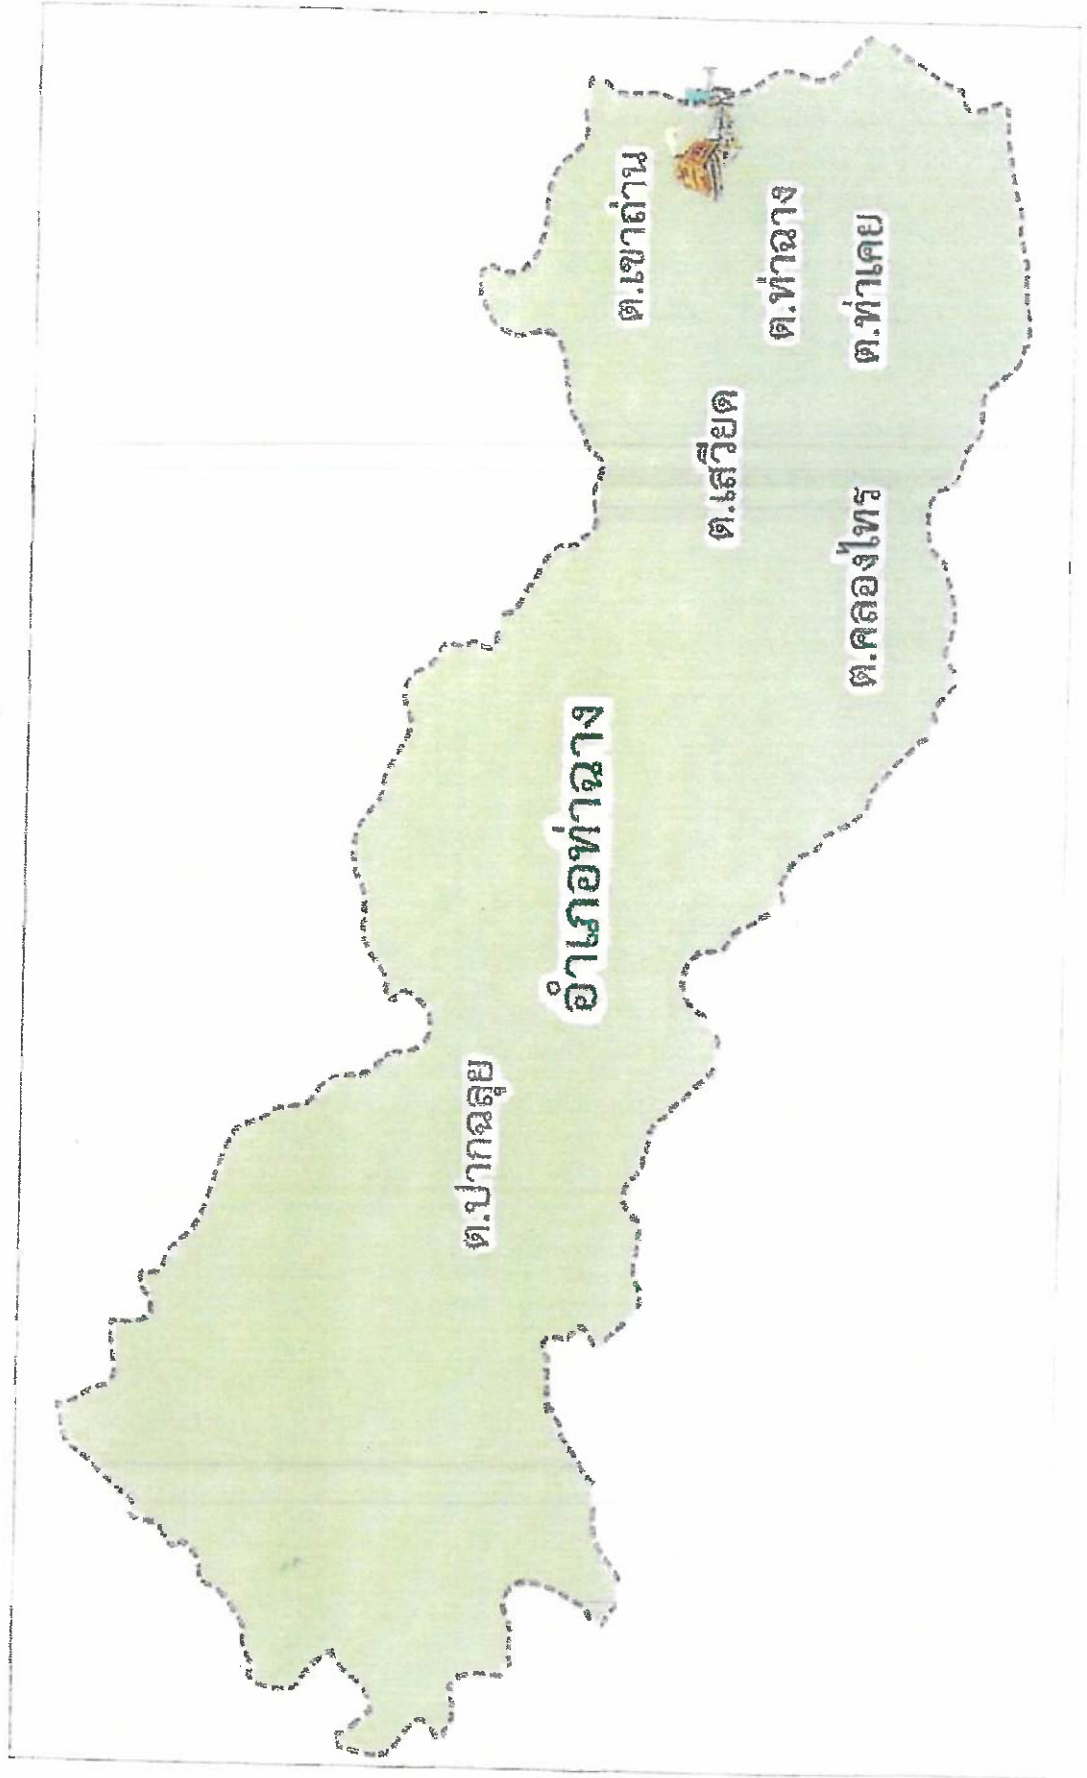 ต.เขาถ่าน
ต.ท่าฉาง
ต.ท่าเคย
ต.เสวียด
ต.คลองไทร
อำเภอท่าฉาง
ต.ปากฉลุย